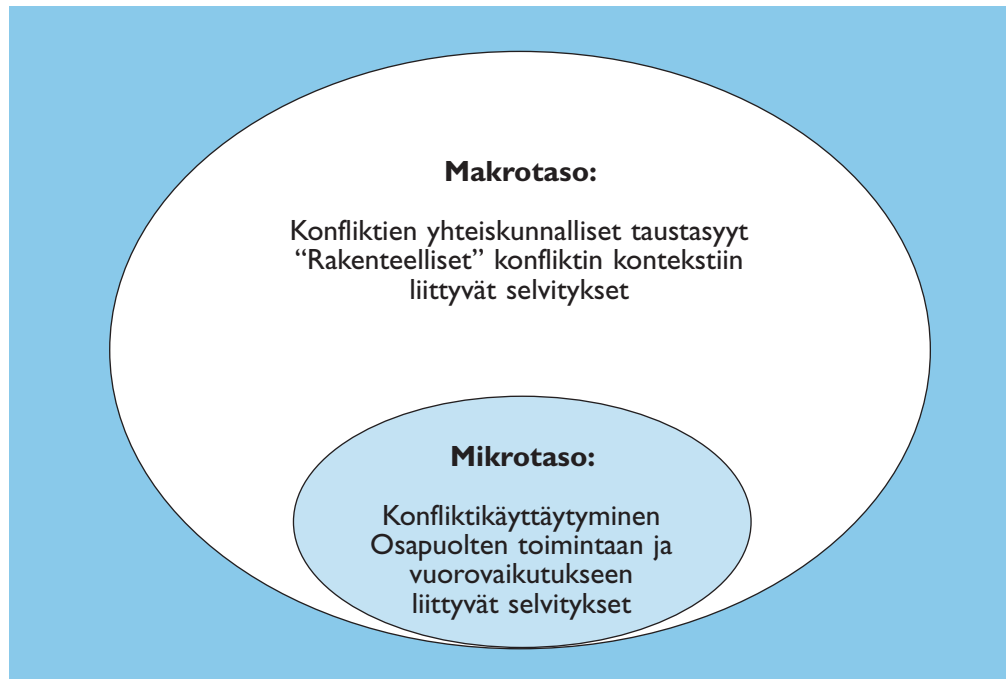 Makrotaso:
Konfliktien yhteiskunnalliset taustasyyt
“Rakenteelliset” konfliktin kontekstiin
liittyvät selvitykset
Mikrotaso:
Konfliktikäyttäytyminen
Osapuolten toimintaan ja
vuorovaikutukseen
liittyvät selvitykset